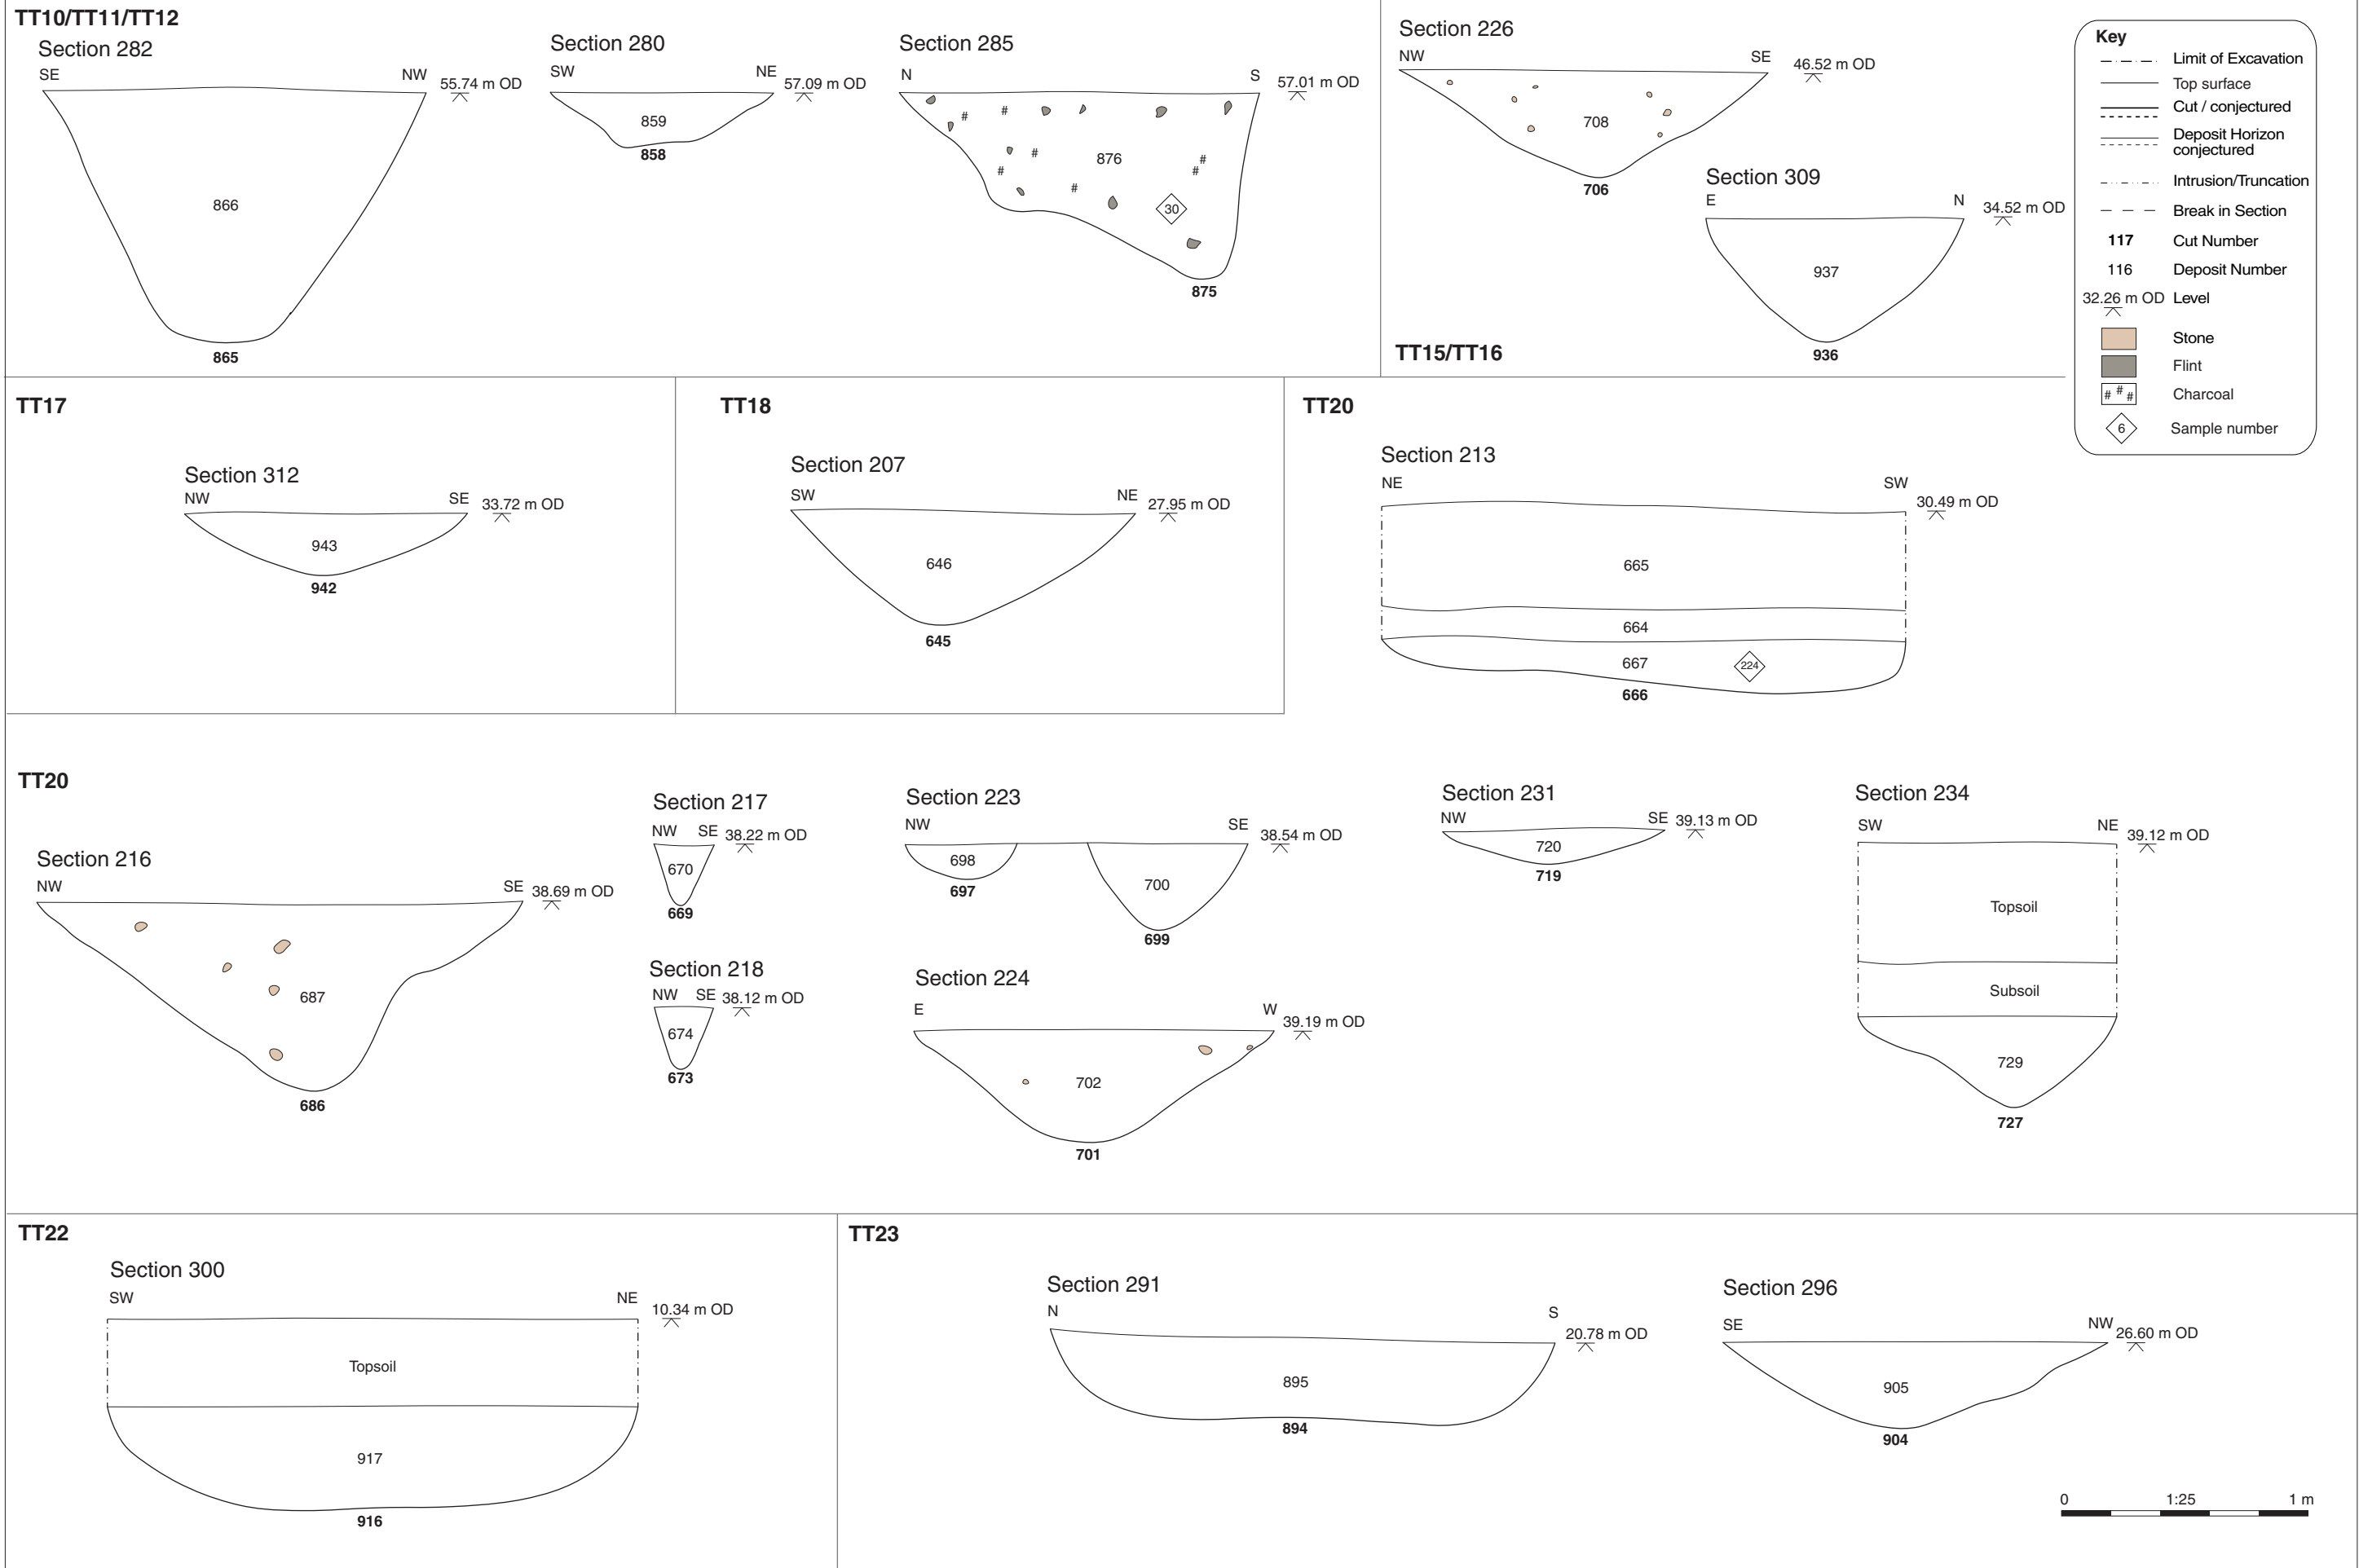 TT10/TT11/TT12
Section 282
SE NW 55.74 m OD
866
865
Section 280
SW NE 57.09 m OD
859
858
Section 285
N S 57.01 m OD
# # # # # # # #
876
30
875
Section 226
NW SE 46.52 m OD
708
706
Section 309
E N 34.52 m OD
937
936
TT15/TT16
Key
Limit of Excavation
Top surface
Cut / conjectured
Deposit Horizon
conjectured
Intrusion/Truncation
Break in Section
117 Cut Number
116 Deposit Number
32.26 m OD Level
Stone
Flint
# # # Charcoal
6 Sample number
TT17
Section 312
NW SE 33.72 m OD
943
942
TT18
Section 207
SW NE 27.95 m OD
646
645
TT20
Section 213
NE SW 30.49 m OD
665
664
667 224
666
TT20
Section 216
NW SE 38.69 m OD
687
686
Section 217
NW SE 38.22 m OD
670
669
Section 218
NW SE 38.12 m OD
674
673
Section 223
NW SE 38.54 m OD
698
697
700
699
Section 224
E W 39.19 m OD
702
701
Section 231
NW SE 39.13 m OD
720
719
Section 234
SW NE 39.12 m OD
Topsoil
Subsoil
729
727
TT22
Section 300
SW NE 10.34 m OD
Topsoil
917
916
TT23
Section 291
N S 20.78 m OD
895
894
Section 296
SE NW 26.60 m OD
905
904
0 1:25 1 m